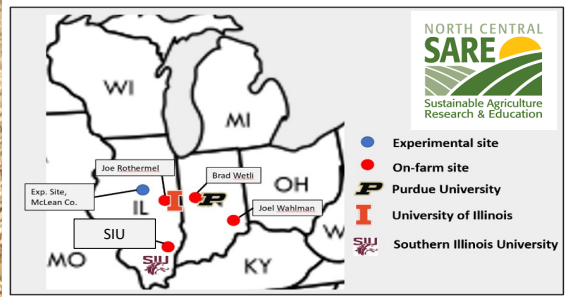 WI
MI
Joe Rothermel
Brad Wetli
OH
Exp. Site,
McLean Co.
IL
I
P
Joel Wahlman
SIU
W
SIU
MO
KY
NORTH CENTRAL
SARE
Sustainable Agriculture
Research & Education
Experimental site
On-farm site
P Purdue University
I University of Illinois
SIU Southern Illinois University